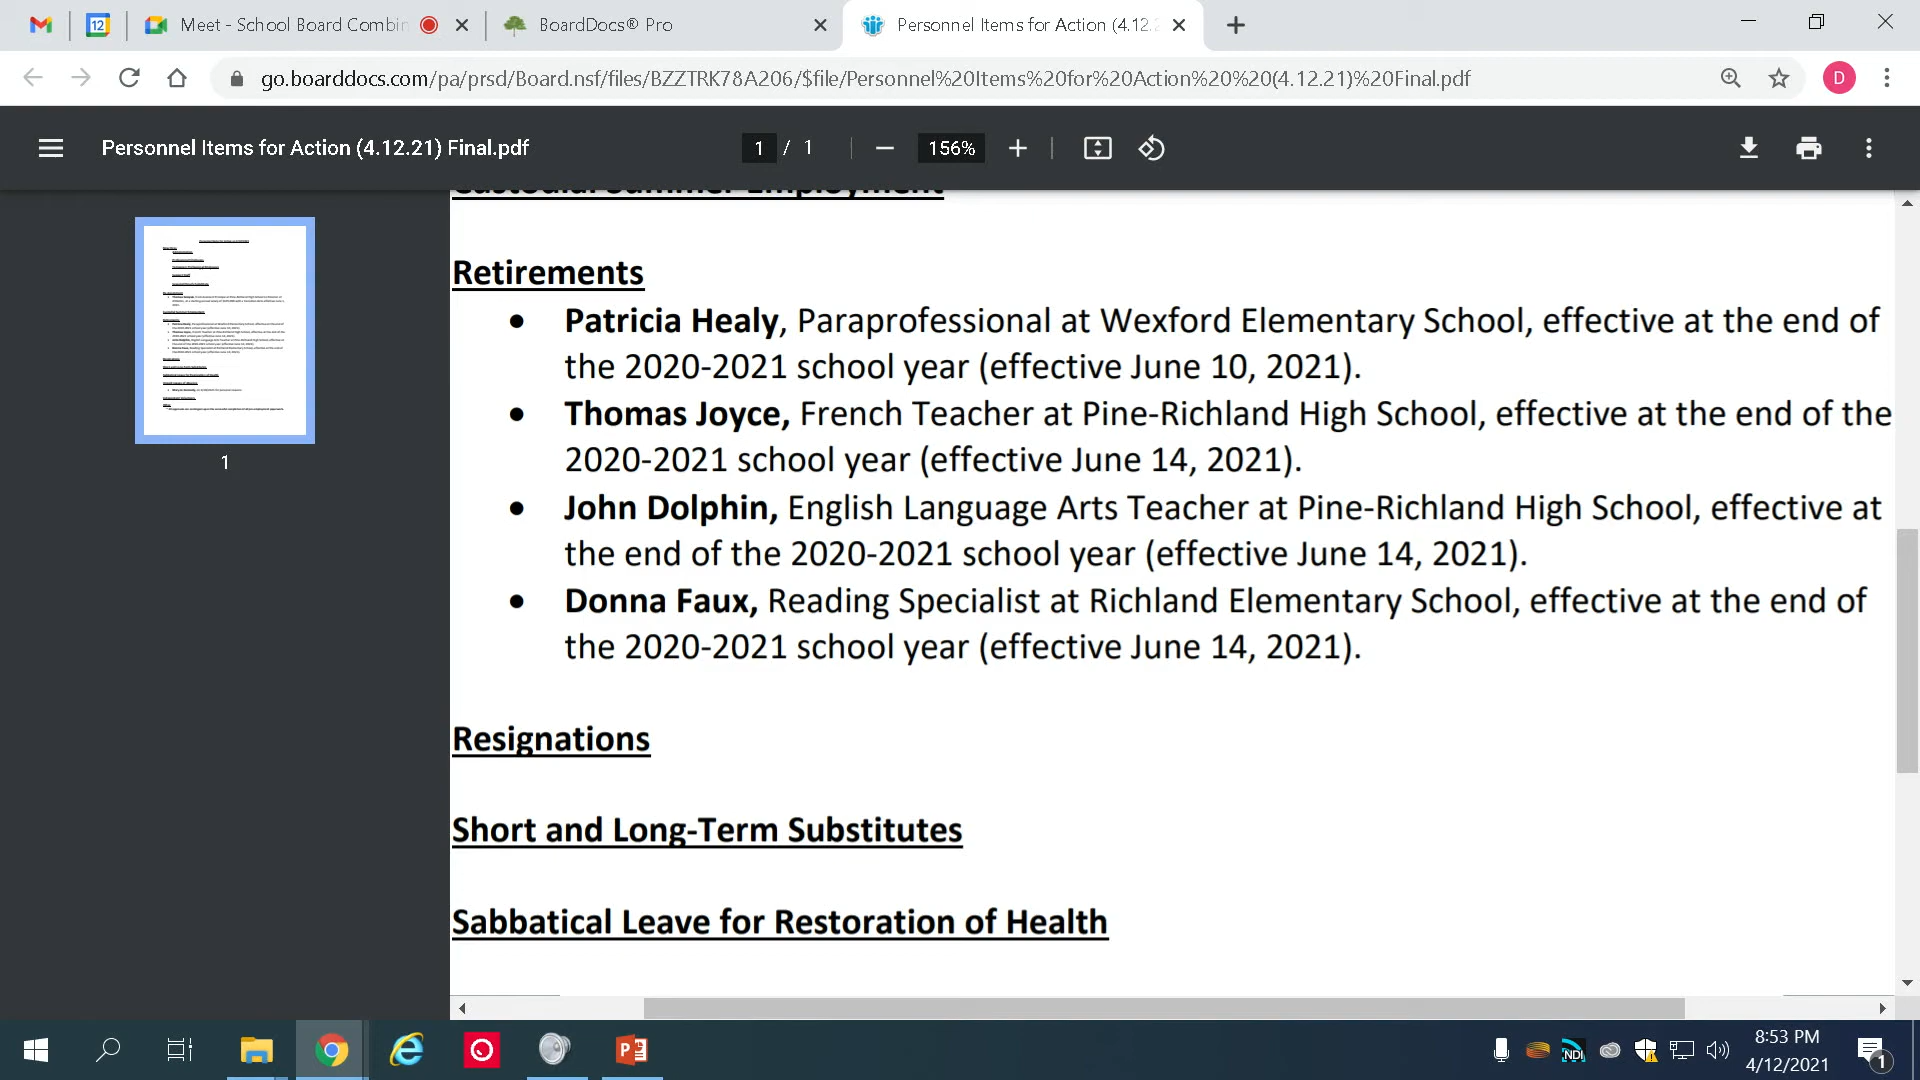 12
Meet - School Board Combin
BoardDocs® Pro
Personnel Items for Action (4.12.
go.boarddocs.com/pa/prsd/Board.nsf/files/BZZTRK78A206/$file/Personnel%20Items%20for%20Action%20%20(4.12.21)%20Final.pdf
D
Personnel Items for Action (4.12.21) Final.pdf
1 / 1
156%
Custodial Summer Employment
Retirements
• Patricia Healy, Paraprofessional at Wexford Elementary School, effective at the end of
the 2020-2021 school year (effective June 10, 2021).
• Thomas Joyce, French Teacher at Pine-Richland High School, effective at the end of the
2020-2021 school year (effective June 14, 2021).
• John Dolphin, English Language Arts Teacher at Pine-Richland High School, effective at
the end of the 2020-2021 school year (effective June 14, 2021).
• Donna Faux, Reading Specialist at Richland Elementary School, effective at the end of
the 2020-2021 school year (effective June 14, 2021).
Resignations
Short and Long-Term Substitutes
Sabbatical Leave for Restoration of Health
1
NDI
8:53 PM
4/12/2021
1